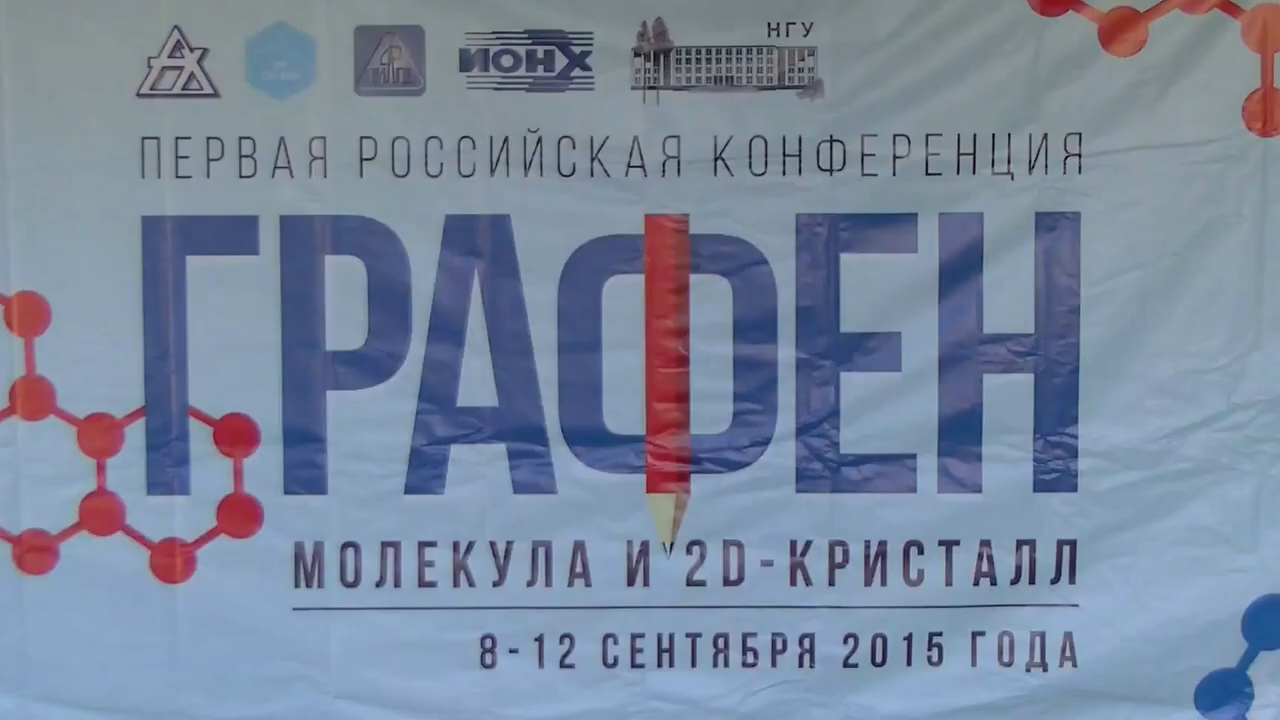 ИОНХ НГУ
ПЕРВАЯ РОССИЙСКАЯ КОНФЕРЕНЦИЯ
ГРАФЕН
МОЛЕКУЛА И 2D-КРИСТАЛЛ
8-12 СЕНТЯБРЯ 2015 ГОДА